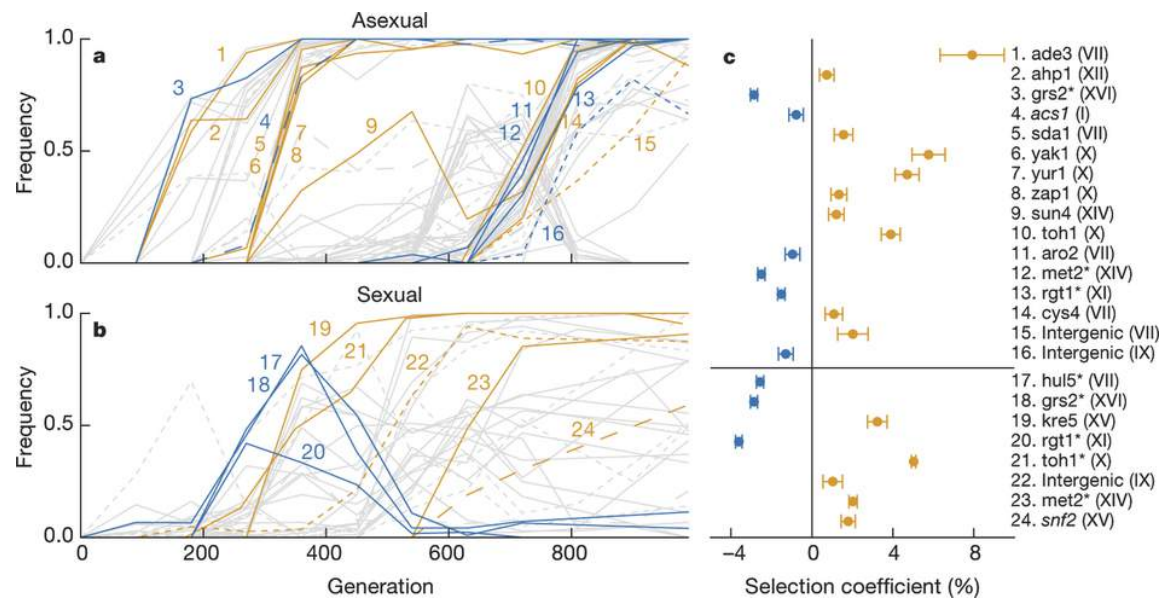 Asexual
a
1.0
Frequency
0.5
0.0
1
2
3
4
5
6
7
8
9
10
11
12
13
14
15
16
Sexual
b
1.0
Frequency
0.5
0.0
17
18
19
20
21
22
23
24
0 200 400 600 800
Generation
c
1. ade3 (VII)
2. ahp1 (XII)
3. grs2* (XVI)
4. acs1 (I)
5. sda1 (VII)
6. yak1 (X)
7. yur1 (X)
8. zap1 (X)
9. sun4 (XIV)
10. toh1 (X)
11. aro2 (VII)
12. met2* (XIV)
13. rgt1* (XI)
14. cys4 (VII)
15. Intergenic (VII)
16. Intergenic (IX)
17. hul5* (VII)
18. grs2* (XVI)
19. kre5 (XV)
20. rgt1* (XI)
21. toh1* (X)
22. Intergenic (IX)
23. met2* (XIV)
24. snf2 (XV)
−4 0 4 8
Selection coefficient (%)